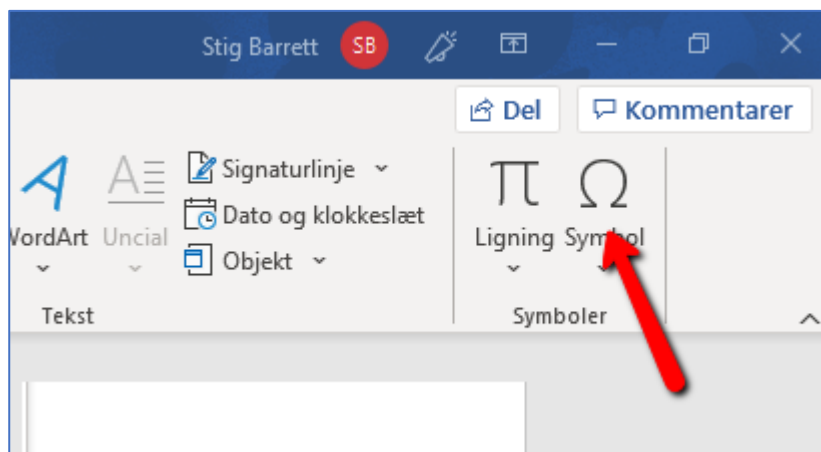 Stig Barrett SB
Del Kommentarer
Signaturlinje
Dato og klokkeslæt
WordArt Uncial Objekt Ligning Symbol
Tekst Symboler